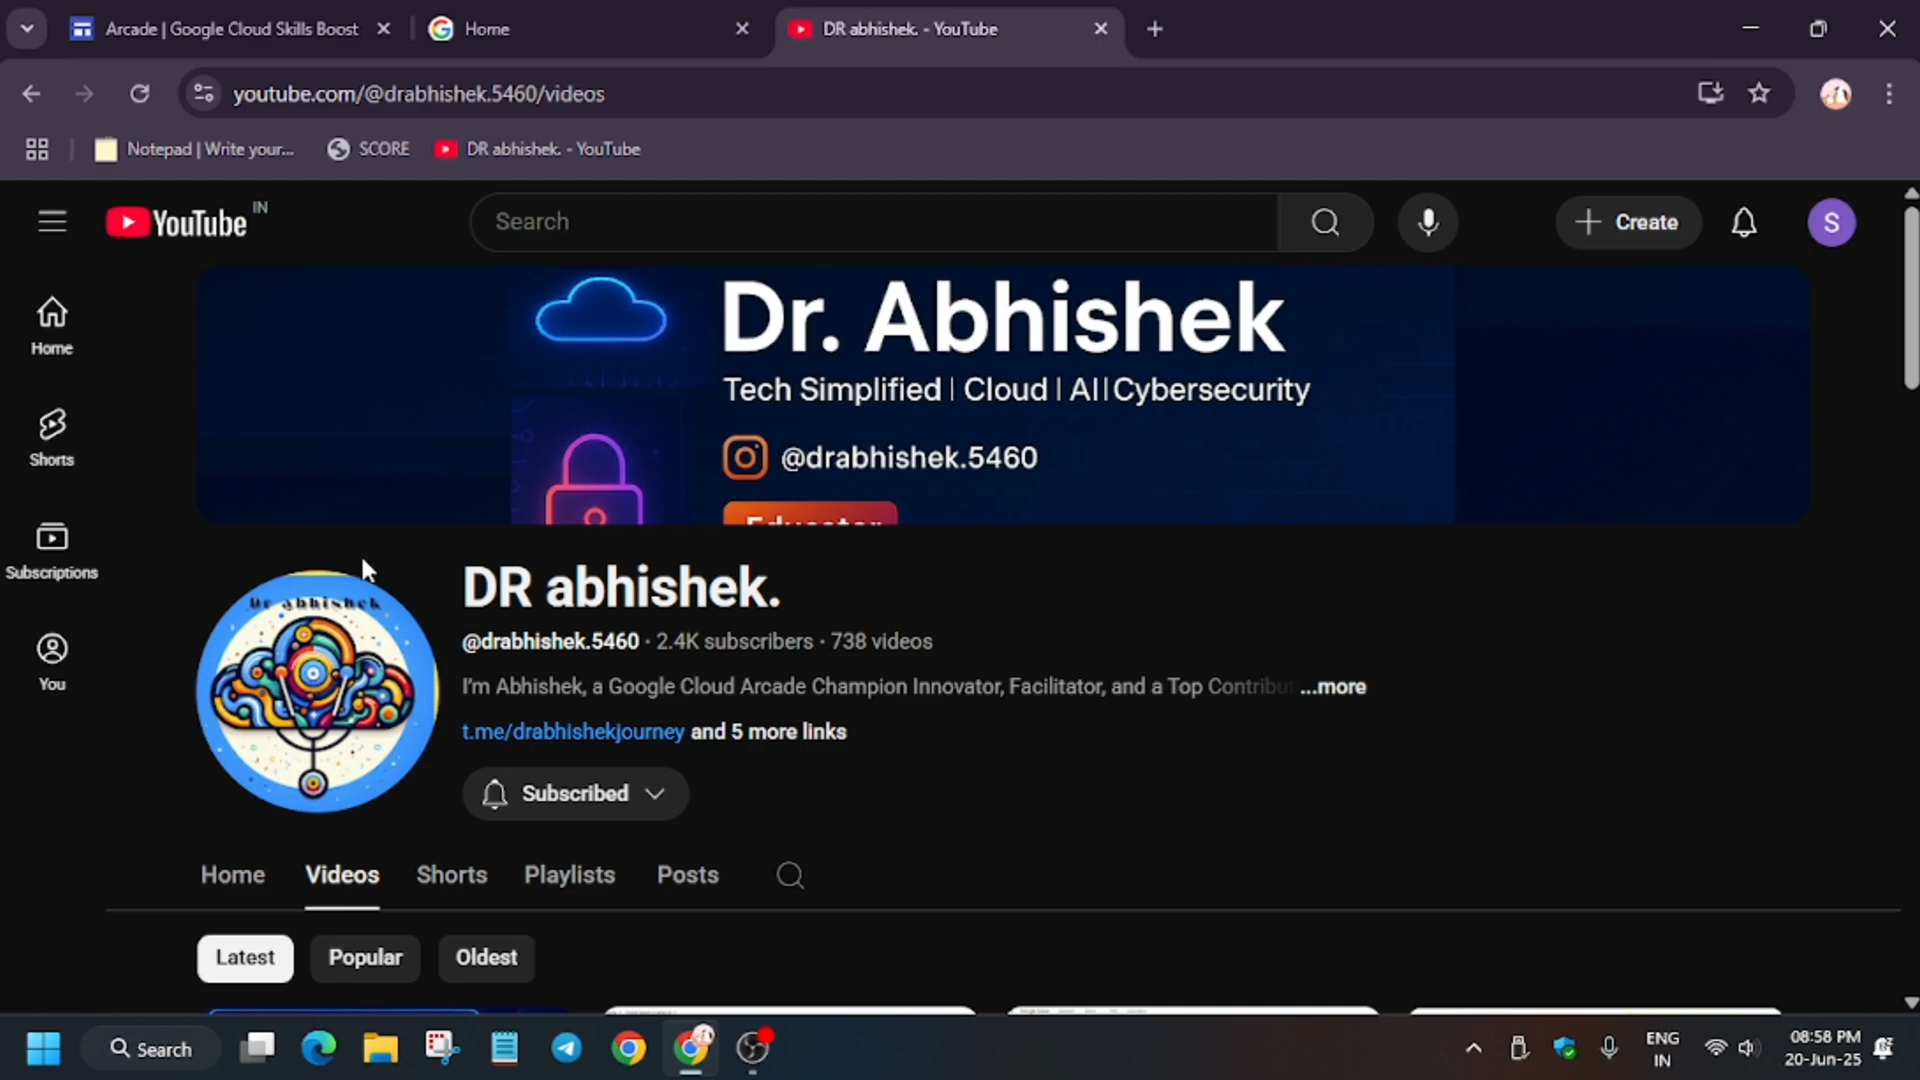 Arcade | Google Cloud Skills Boost
Home
DR abhishek. - YouTube
youtube.com/@drabhishek.5460/videos
Notepad | Write your...
SCORE
DR abhishek. - YouTube
YouTube IN
Search
Create
S
Home
Shorts
Subscriptions
You
Dr. Abhishek
Tech Simplified | Cloud | AI | Cybersecurity
@drabhishek.5460
Educator
Dr abhishek
DR abhishek.
@drabhishek.5460 · 2.4K subscribers · 738 videos
I'm Abhishek, a Google Cloud Arcade Champion Innovator, Facilitator, and a Top Contribut ...more
t.me/drabhishekjourney and 5 more links
Subscribed
Home Videos Shorts Playlists Posts
Latest Popular Oldest
Search
ENG
IN
08:58 PM
20-Jun-25